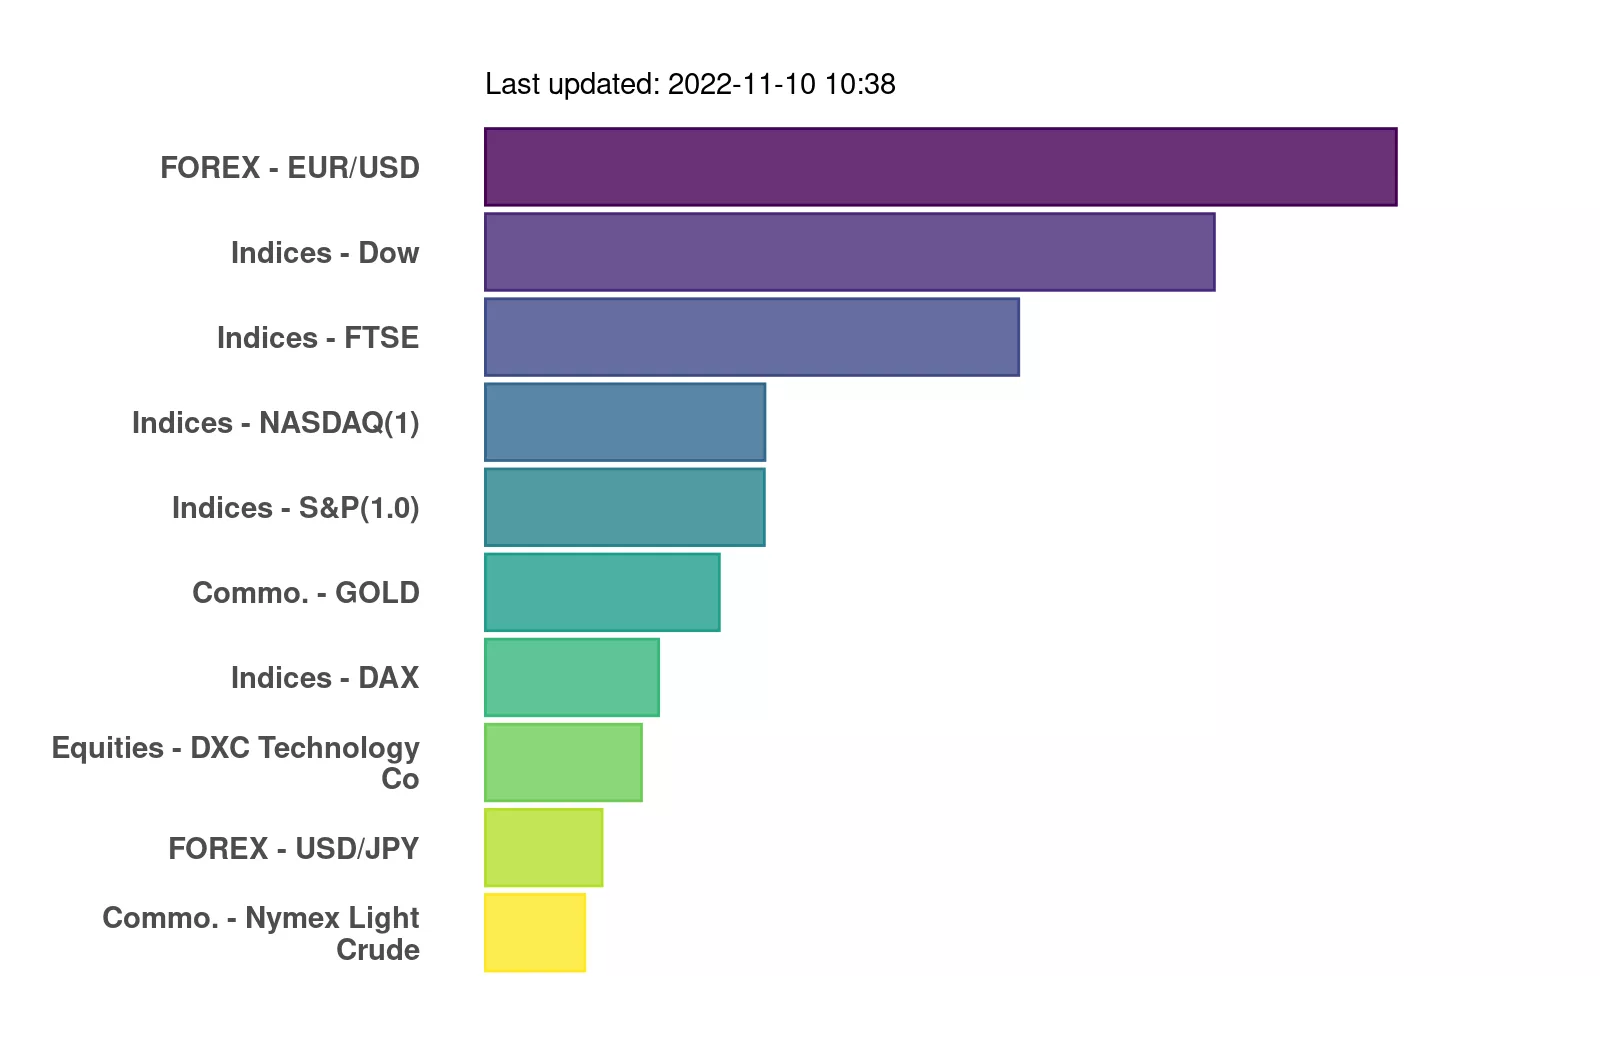 Last updated: 2022-11-10 10:38
FOREX - EUR/USD
Indices - Dow
Indices - FTSE
Indices - NASDAQ(1)
Indices - S&P(1.0)
Commo. - GOLD
Indices - DAX
Equities - DXC Technology
Co
FOREX - USD/JPY
Commo. - Nymex Light
Crude